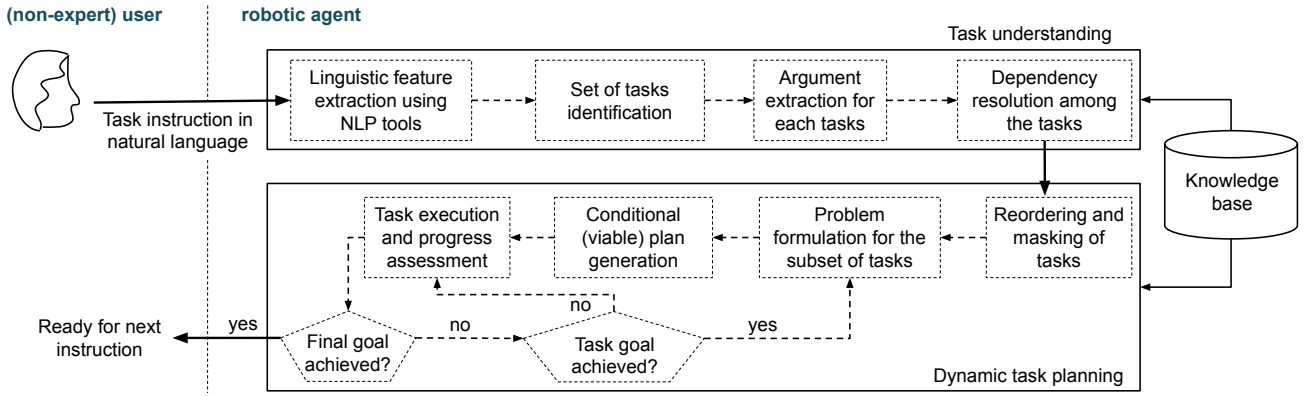 (non-expert) user
robotic agent
Task understanding
Linguistic feature
extraction using
NLP tools
Set of tasks
identification
Argument
extraction for
each tasks
Dependency
resolution among
the tasks
Task instruction in
natural language
Knowledge
base
Task execution
and progress
assessment
Conditional
(viable) plan
generation
Problem
formulation for the
subset of tasks
Reordering and
masking of
tasks
Ready for next
instruction
yes
Final goal
achieved?
no
no
Task goal
achieved?
yes
Dynamic task planning